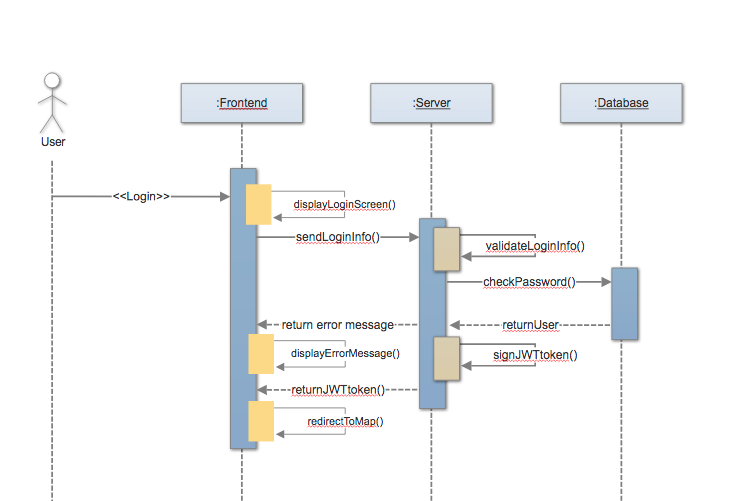 :Frontend
:Server
:Database
User
<<Login>>
displayLoginScreen()
sendLoginInfo()
validateLoginInfo()
checkPassword()
return error message
returnUser
displayErrorMessage()
signJWTtoken()
returnJWTtoken()
redirectToMap()